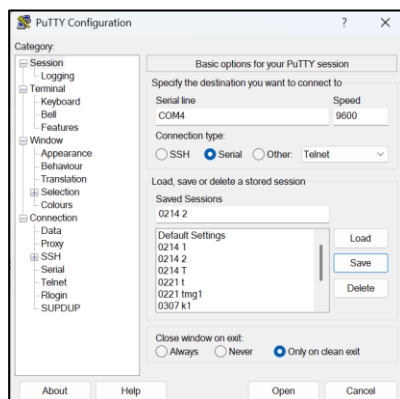 PuTTY Configuration
? ×
Category:
Session
Logging
Terminal
Keyboard
Bell
Features
Window
Appearance
Behaviour
Translation
Selection
Colours
Connection
Data
Proxy
SSH
Serial
Telnet
Rlogin
SUPDUP
Basic options for your PuTTY session
Specify the destination you want to connect to
Serial line Speed
COM4 9600
Connection type:
SSH Serial Other: Telnet
Load, save or delete a stored session
Saved Sessions
0214 2
Default Settings
0214 1
0214 2
0214 T
0221 t
0221 tmg1
0307 k1
Load
Save
Delete
Close window on exit:
Always Never Only on clean exit
About Help Open Cancel